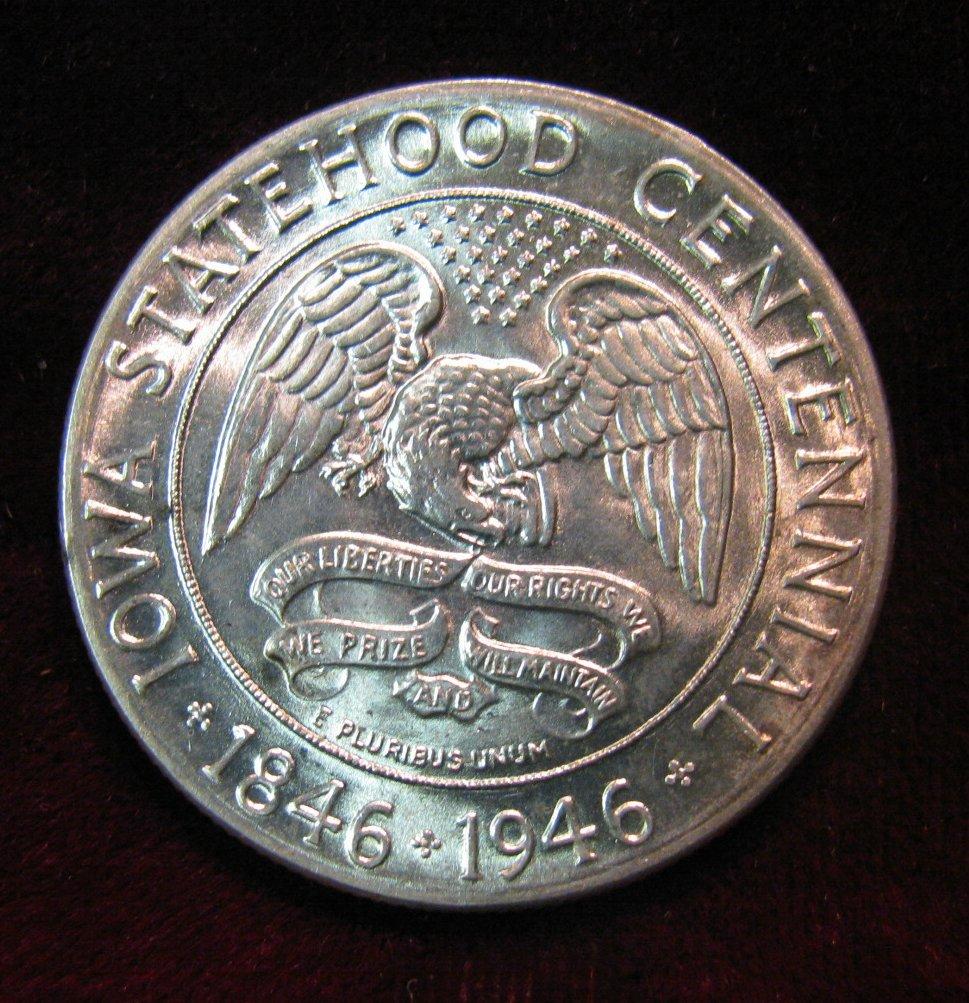 IOWA STATEHOOD CENTENNIAL
OUR LIBERTIES
WE PRIZE
AND
OUR RIGHTS WE
WILL MAINTAIN
E PLURIBUS UNUM
1846 1946